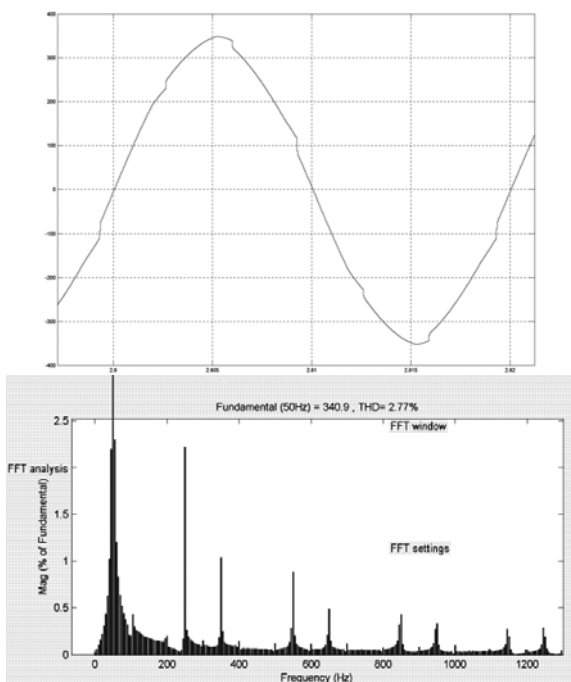 400
300
200
100
0
-100
-200
-300
-400
2.6 2.605 2.61 2.615 2.62
Fundamental (50Hz) = 340.9 , THD= 2.77%
FFT window
FFT analysis
FFT settings
Mag (% of Fundamental)
2.5
2
1.5
1
0.5
0
0 200 400 600 800 1000 1200
Frequency (Hz)